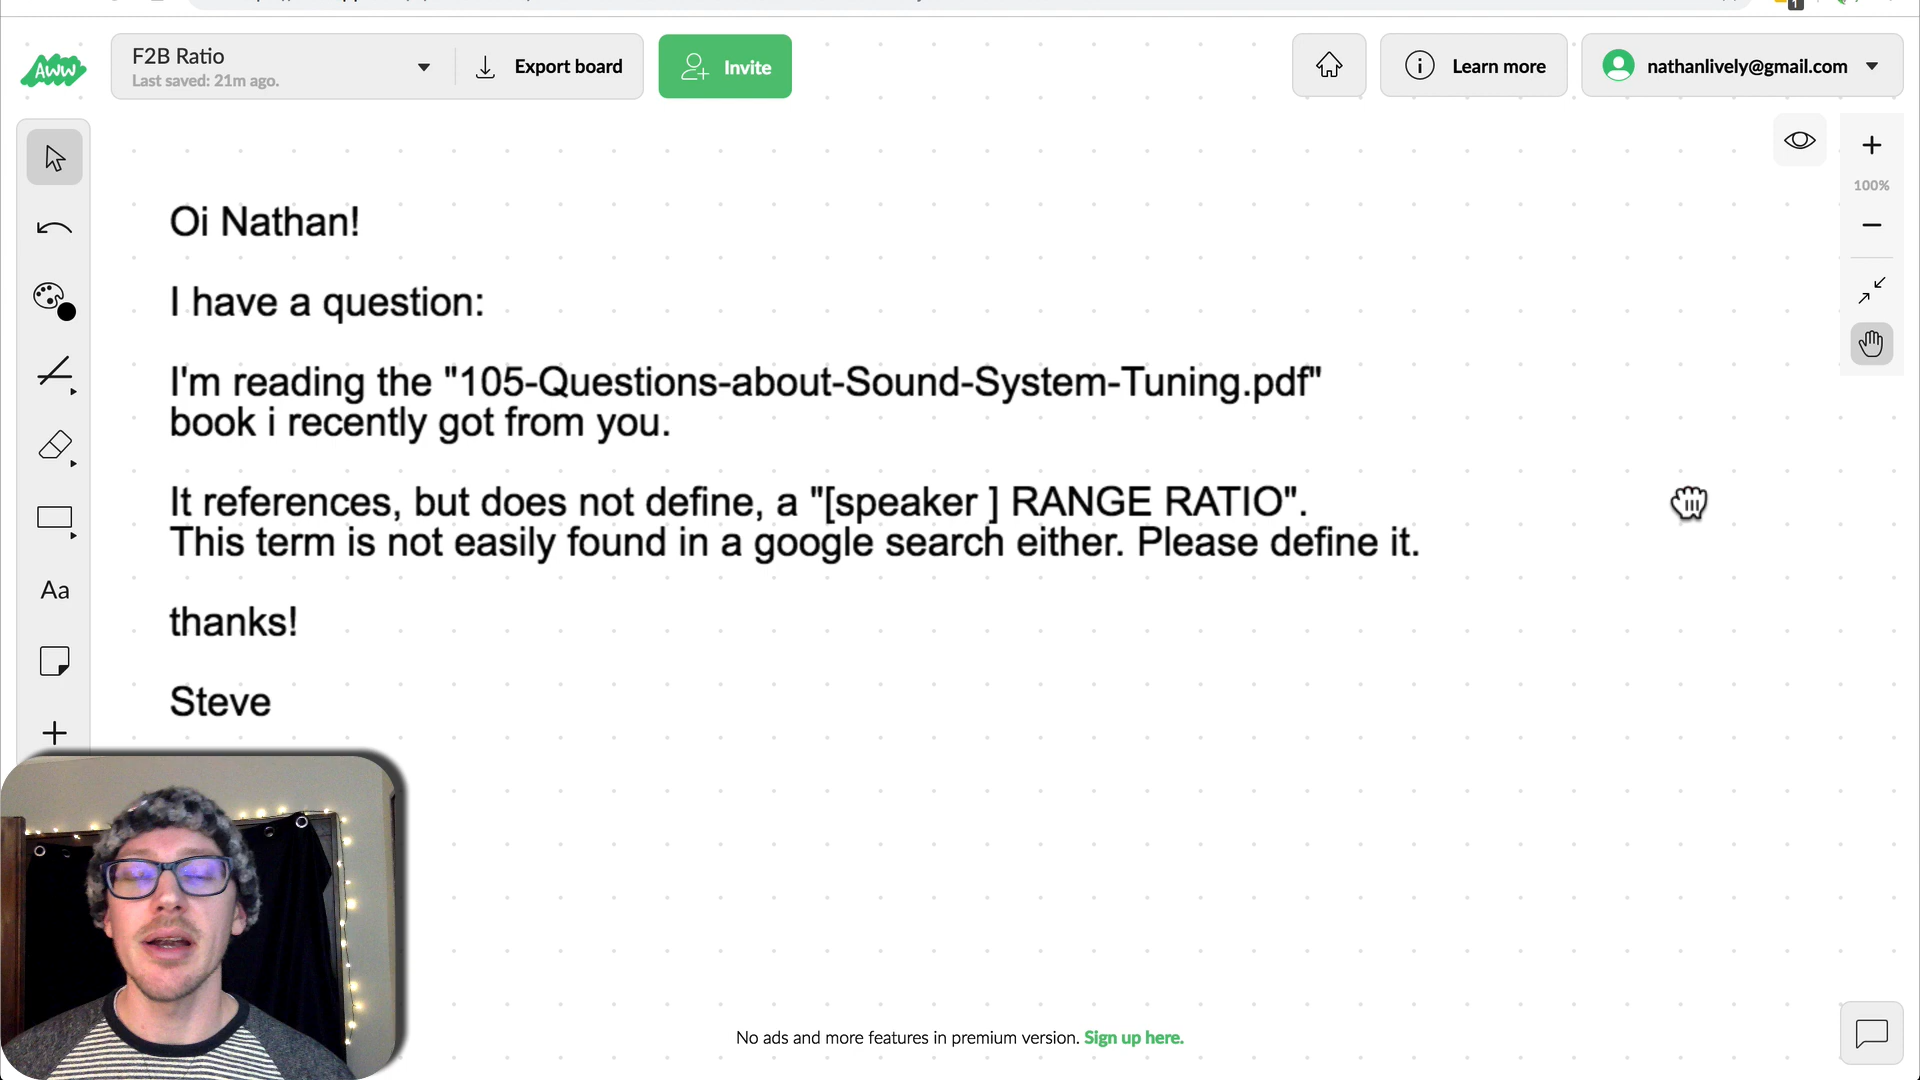 AWW
F2B Ratio
Last saved: 21m ago.
Export board
Invite
Learn more
nathanlively@gmail.com
1
100%
Oi Nathan!
I have a question:
I'm reading the "105-Questions-about-Sound-System-Tuning.pdf"
book i recently got from you.
It references, but does not define, a "[speaker ] RANGE RATIO".
This term is not easily found in a google search either. Please define it.
thanks!
Steve
Aa
No ads and more features in premium version. Sign up here.